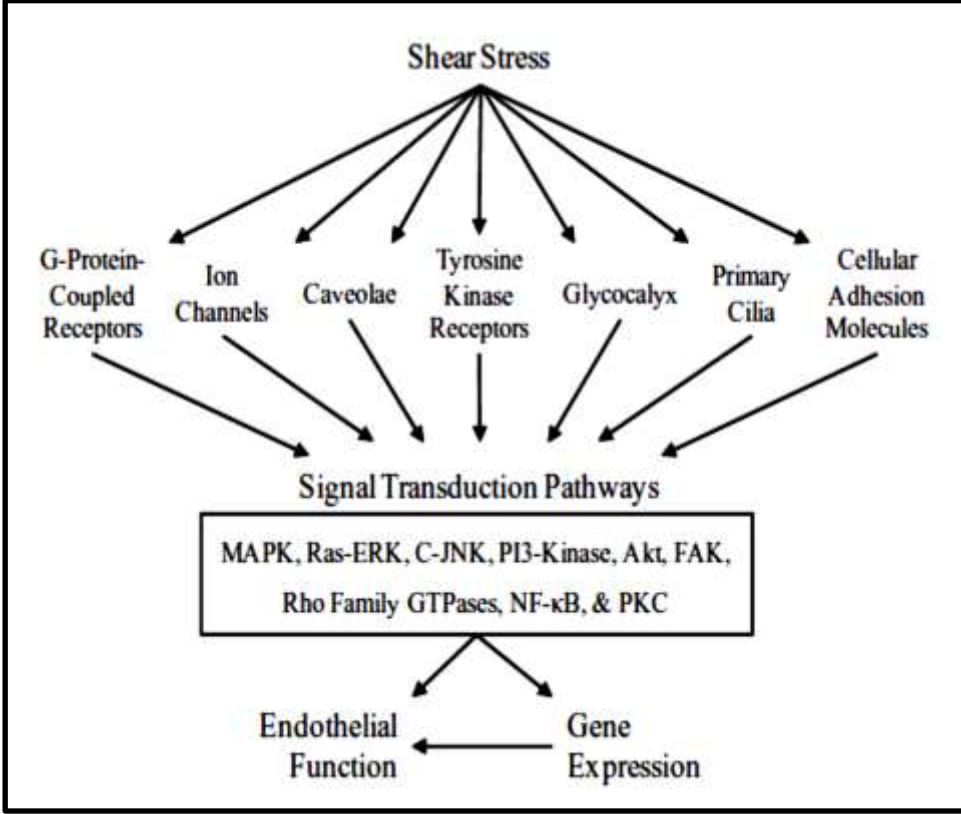 Shear Stress
G-Protein-
Coupled
Receptors
Ion
Channels
Caveolae
Tyrosine
Kinase
Receptors
Glycocalyx
Primary
Cilia
Cellular
Adhesion
Molecules
Signal Transduction Pathways
MAPK, Ras-ERK, C-JNK, PI3-Kinase, Akt, FAK,
Rho Family GTPases, NF-κB, & PKC
Endothelial
Function
Gene
Expression